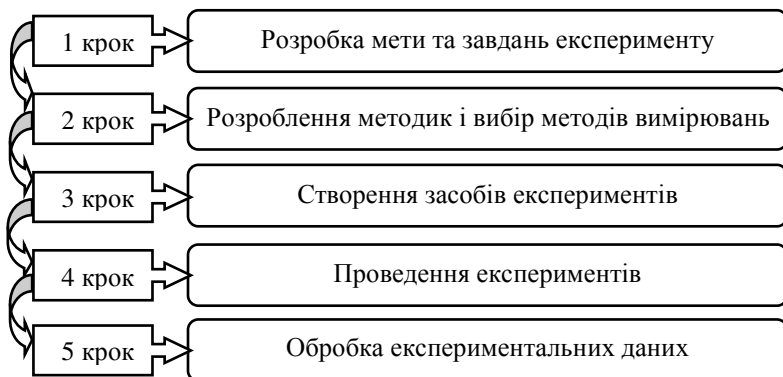 1 крок Розробка мети та завдань експерименту
2 крок Розроблення методик і вибір методів вимірювань
3 крок Створення засобів експериментів
4 крок Проведення експериментів
5 крок Обробка експериментальних даних